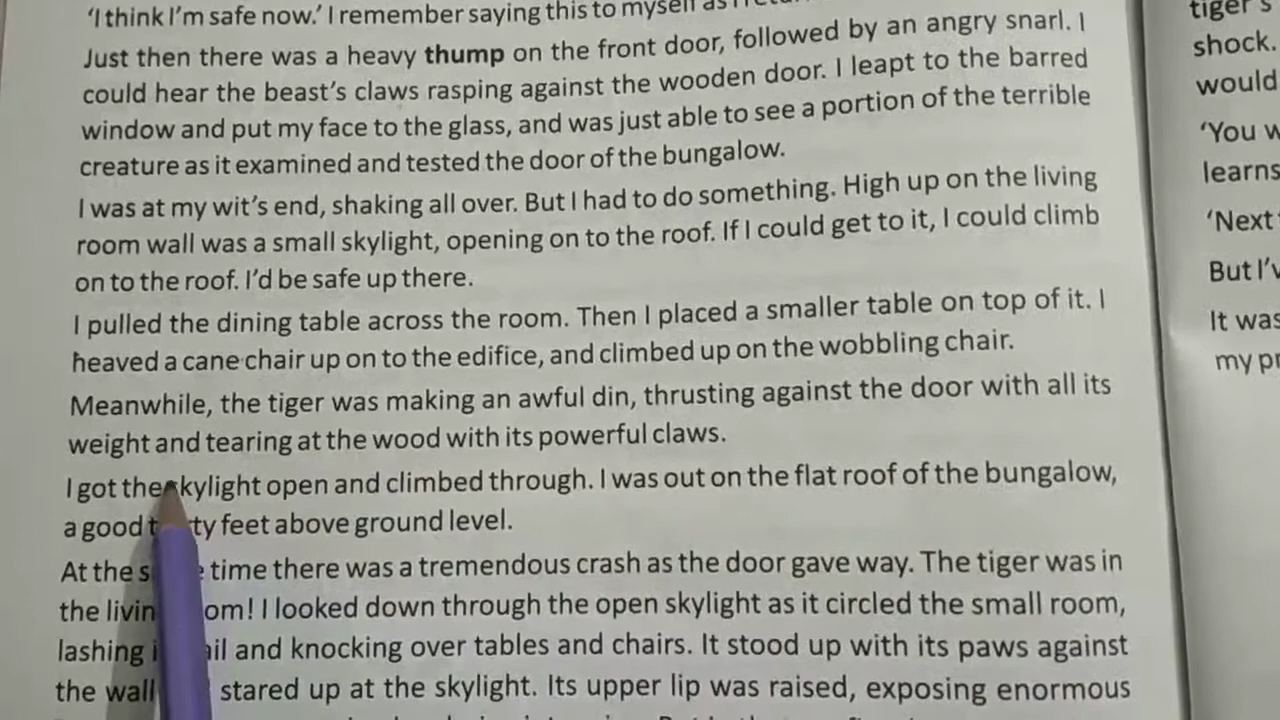 ‘I think I’m safe now.’ I remember saying this to myself as I
Just then there was a heavy thump on the front door, followed by an angry snarl. I
could hear the beast’s claws rasping against the wooden door. I leapt to the barred
window and put my face to the glass, and was just able to see a portion of the terrible
creature as it examined and tested the door of the bungalow.
I was at my wit’s end, shaking all over. But I had to do something. High up on the living
room wall was a small skylight, opening on to the roof. If I could get to it, I could climb
on to the roof. I’d be safe up there.
I pulled the dining table across the room. Then I placed a smaller table on top of it. I
heaved a cane chair up on to the edifice, and climbed up on the wobbling chair.
Meanwhile, the tiger was making an awful din, thrusting against the door with all its
weight and tearing at the wood with its powerful claws.
I got the skylight open and climbed through. I was out on the flat roof of the bungalow,
a good feet above ground level.
At the time there was a tremendous crash as the door gave way. The tiger was in
the I looked down through the open skylight as it circled the small room,
lashing and knocking over tables and chairs. It stood up with its paws against
the wall stared up at the skylight. Its upper lip was raised, exposing enormous
tiger’s
shock.
would
‘You
learns
‘Next
But
It was
my